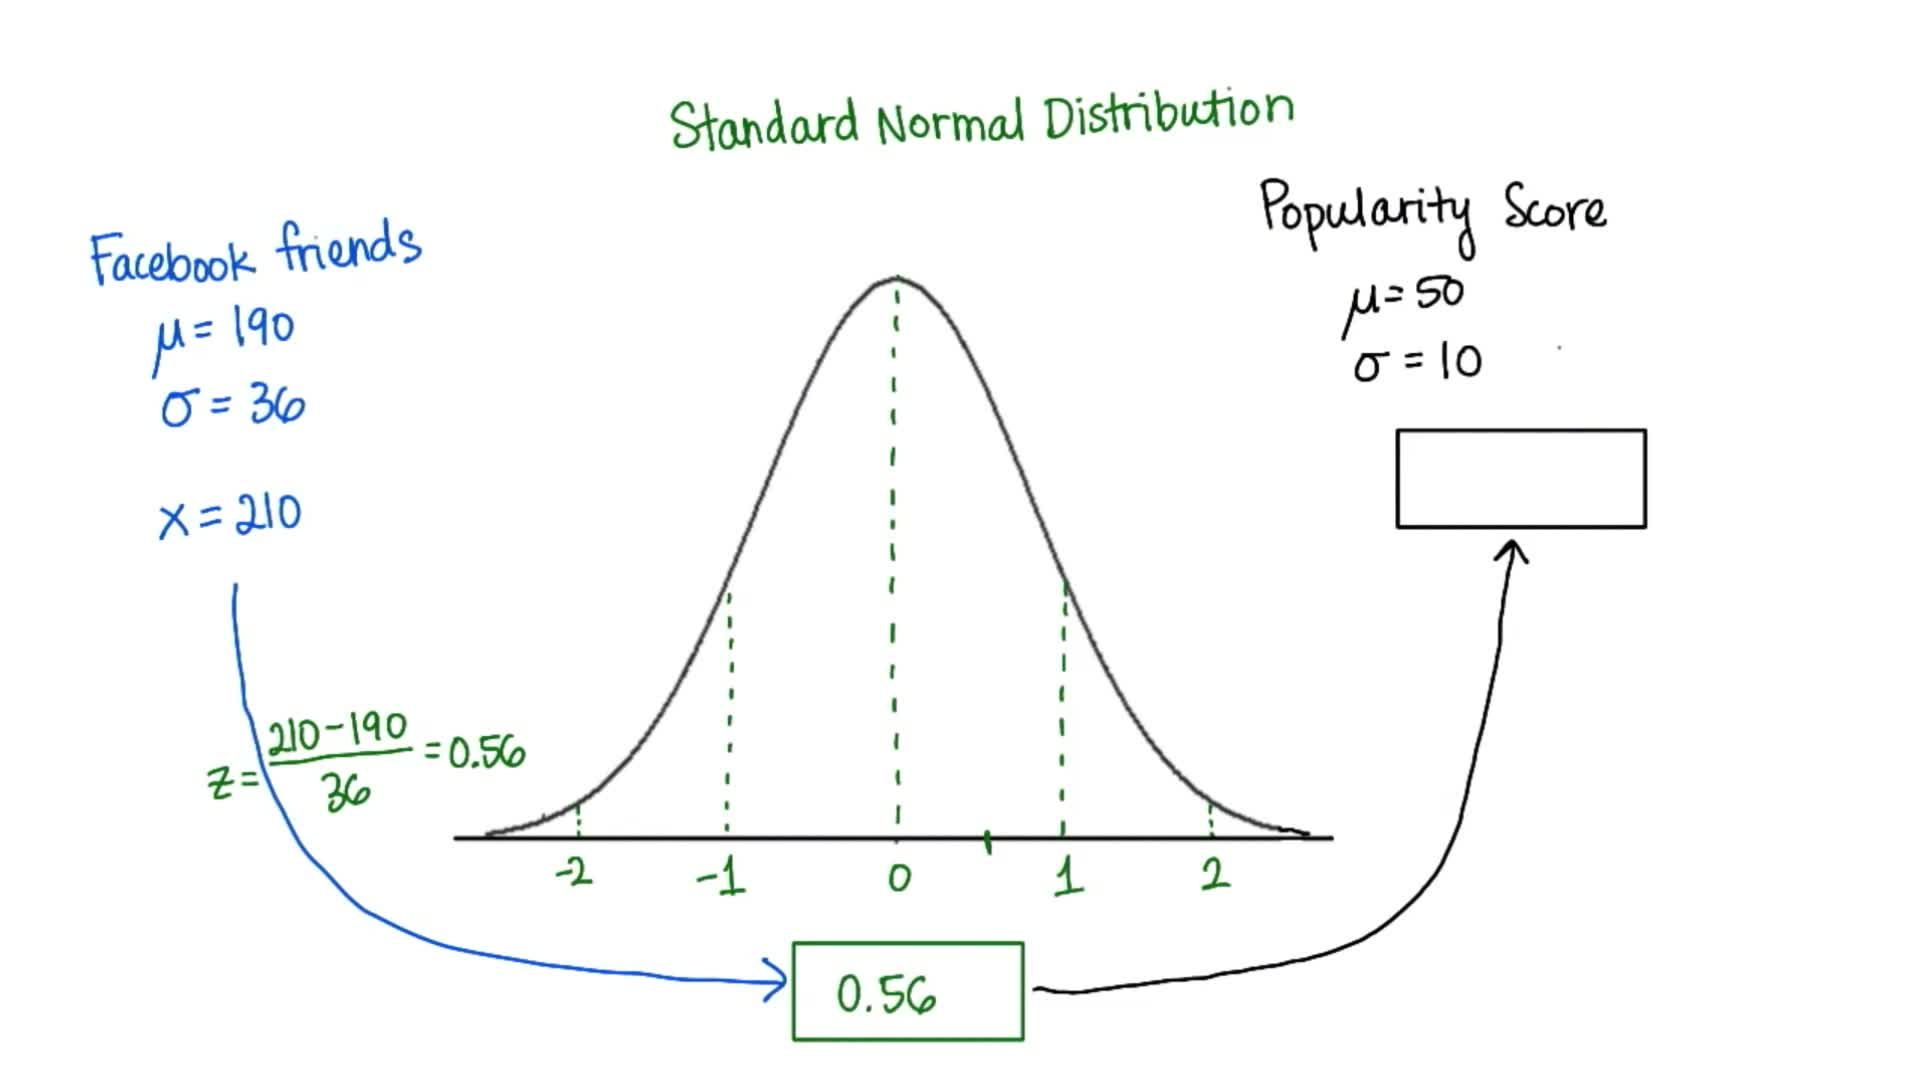 Standard Normal Distribution
Facebook friends
μ = 190
σ = 36
x = 210
z = 210-190 / 36 = 0.56
-2 -1 0 1 2
0.56
Popularity Score
μ = 50
σ = 10